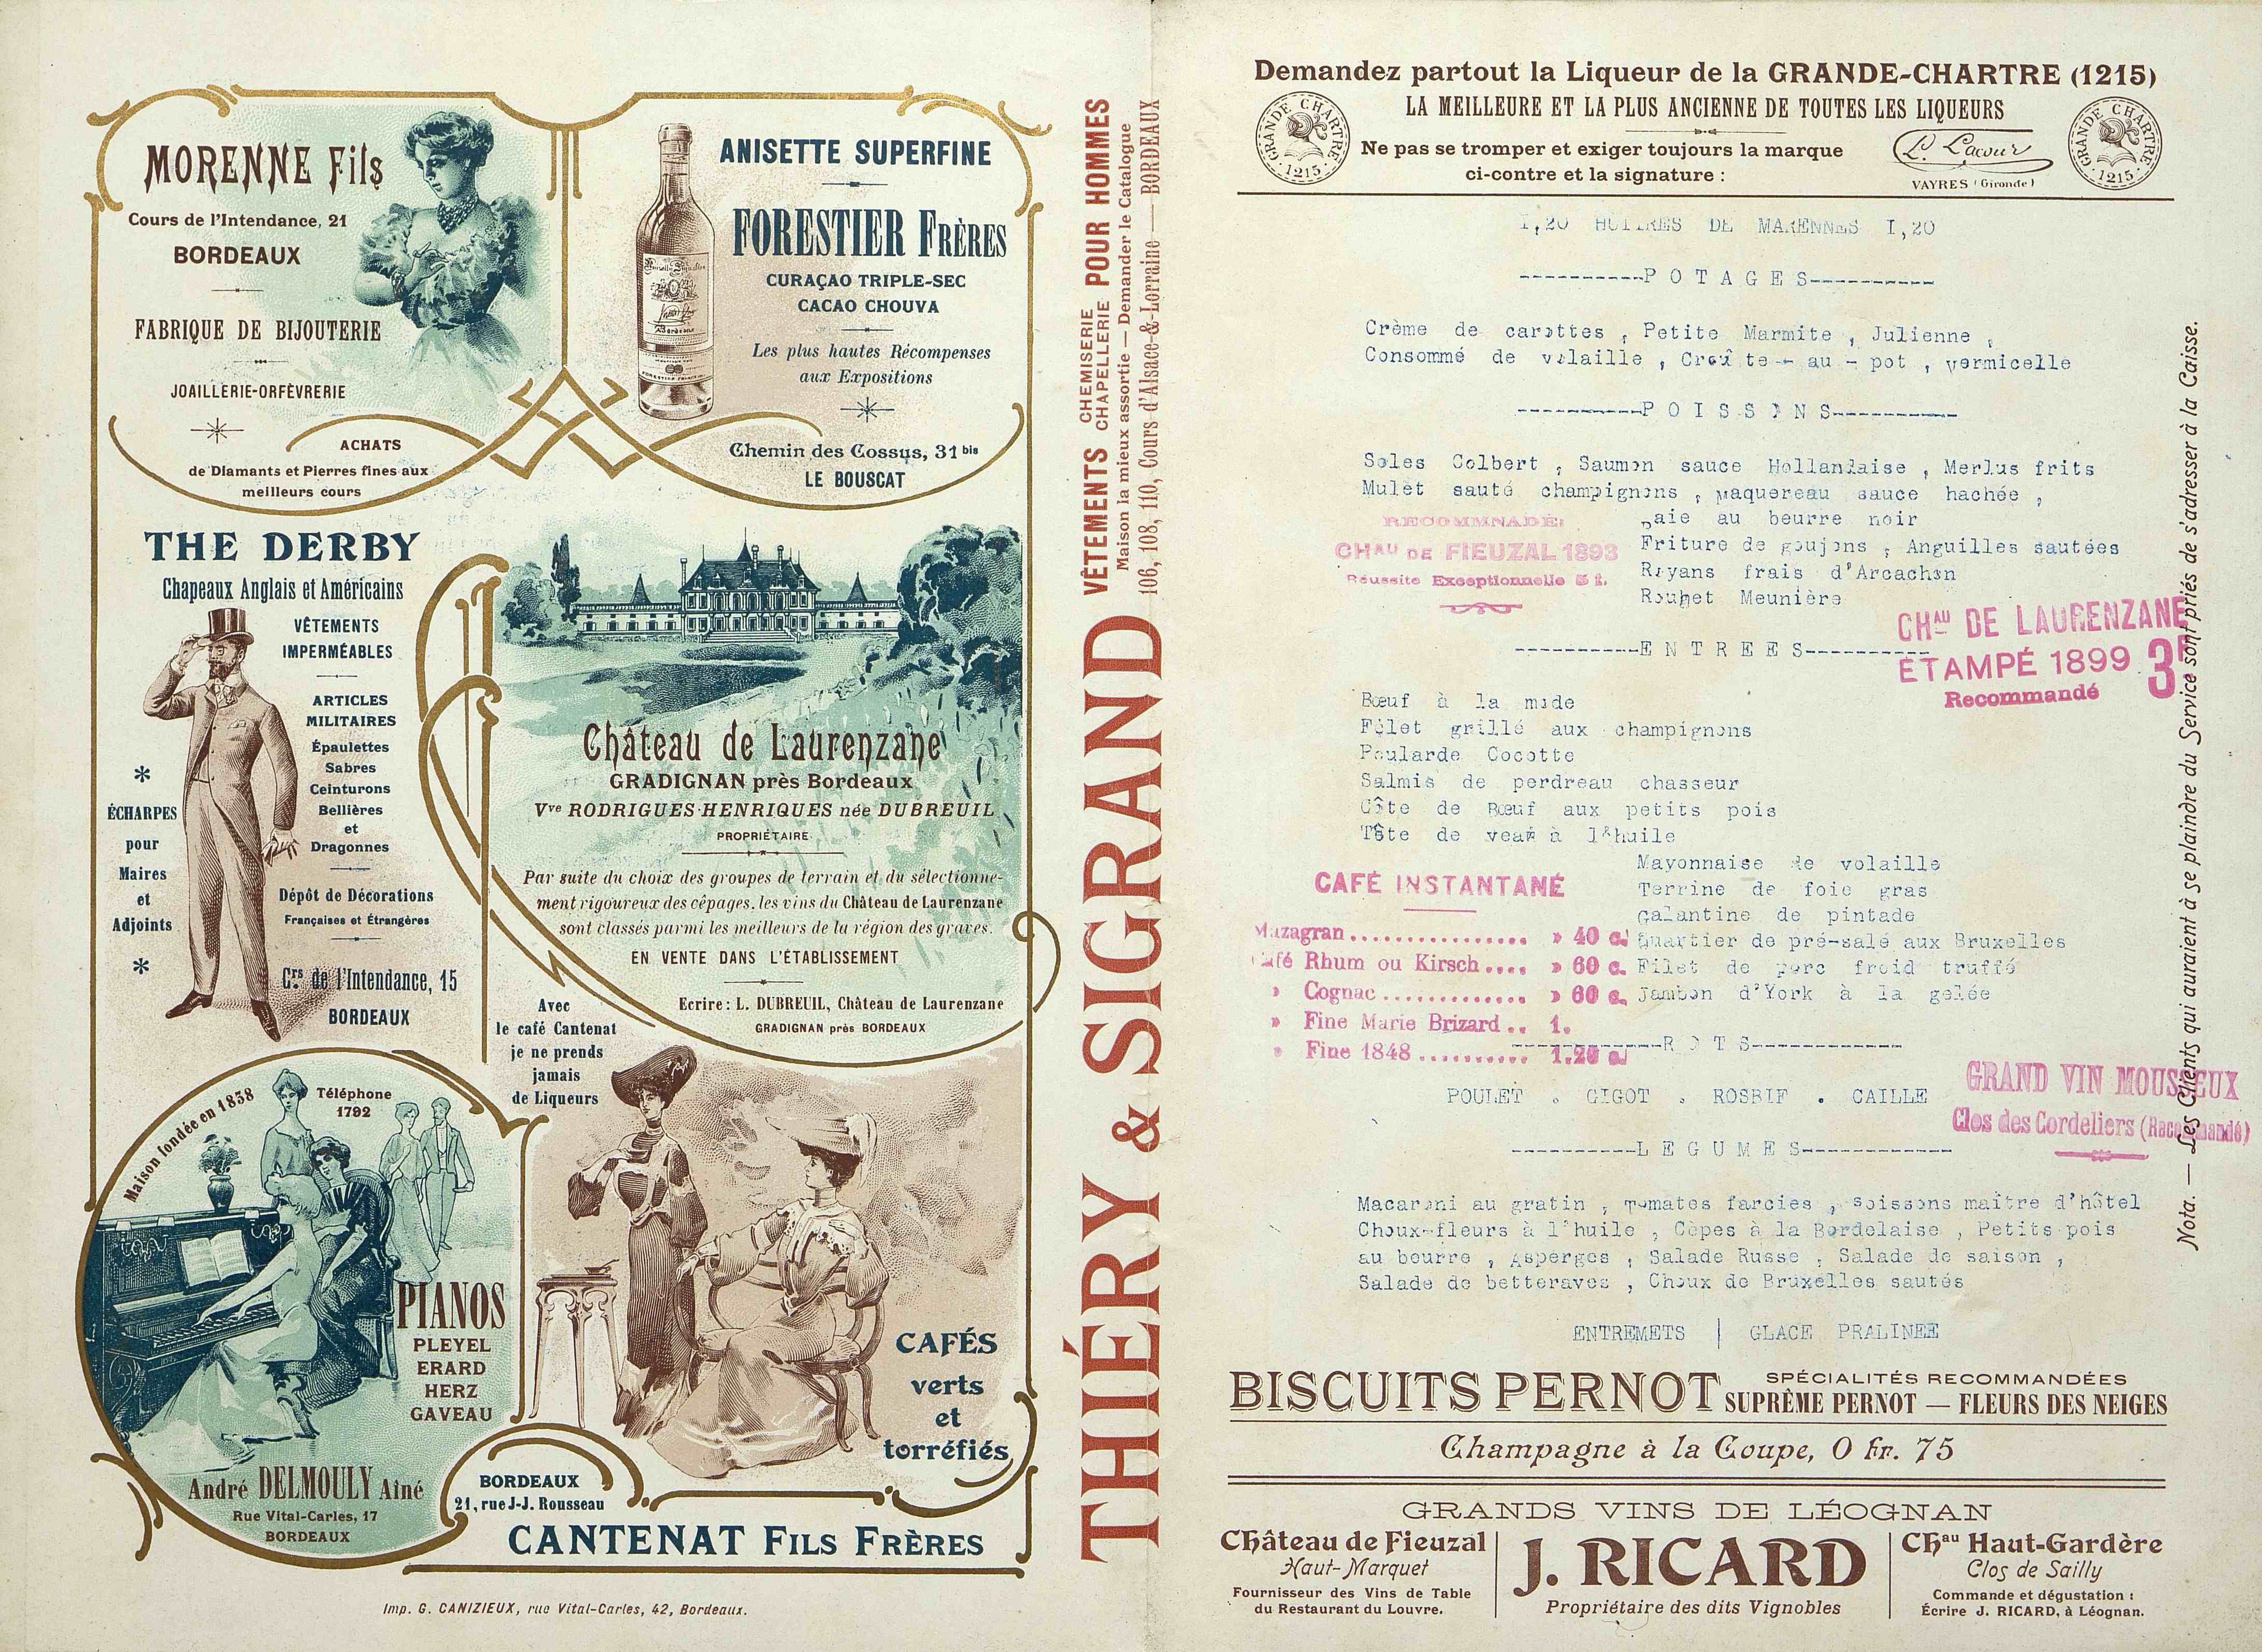 MORENNE Fils
Cours de l'Intendance, 21
BORDEAUX
FABRIQUE DE BIJOUTERIE
JOAILLERIE-ORFÈVRERIE
ACHATS
de Diamants et Pierres fines aux
meilleurs cours
ANISETTE SUPERFINE
FORESTIER FRÈRES
CURAÇAO TRIPLE-SEC
CACAO CHOUVA
Les plus hautes Récompenses
aux Expositions
Chemin des Cossus, 31 bis
LE BOUSCAT
THE DERBY
Chapeaux Anglais et Américains
VÊTEMENTS
IMPERMÉABLES
ARTICLES
MILITAIRES
Épaulettes
Sabres
Ceinturons
Bellières
et
Dragonnes
ÉCHARPES
pour
Maires
et
Adjoints
Dépôt de Décorations
Françaises et Étrangères
Crs de l'Intendance, 15
BORDEAUX
Château de Laurenzane
GRADIGNAN près Bordeaux
Vve RODRIGUES-HENRIQUES née DUBREUIL
PROPRIÉTAIRE
Par suite du choix des groupes de terrain et du sélectionne-
ment rigoureux des cépages, les vins du Château de Laurenzane
sont classés parmi les meilleurs de la région des graves.
EN VENTE DANS L'ÉTABLISSEMENT
Ecrire: L. DUBREUIL, Château de Laurenzane
GRADIGNAN près BORDEAUX
Maison fondée en 1838
Téléphone
1792
PIANOS
PLEYEL
ERARD
HERZ
GAVEAU
André DELMOULY Aîné
Rue Vital-Carles, 17
BORDEAUX
Avec
le café Cantenat
je ne prends
jamais
de Liqueurs
CAFÉS
verts
et
torréfiés
BORDEAUX
21, rue J-J. Rousseau
CANTENAT FILS FRÈRES
Imp. G. CANIZIEUX, rue Vital-Carles, 42, Bordeaux.
THIÉRY & SIGRAND
VÊTEMENTS CHEMISERIE CHAPELLERIE POUR HOMMES
Maison la mieux assortie — Demander le Catalogue
106, 108, 110, Cours d'Alsace-&-Lorraine — BORDEAUX
Demandez partout la Liqueur de la GRANDE-CHARTRE (1215)
LA MEILLEURE ET LA PLUS ANCIENNE DE TOUTES LES LIQUEURS
GRANDE CHARTRE 1215
Ne pas se tromper et exiger toujours la marque
ci-contre et la signature :
L. Lacour
VAYRES (Gironde)
GRANDE CHARTRE 1215
1,20 HUITRES DE MARENNES 1,20
----------P O T A G E S----------
Crème de carottes , Petite Marmite , Julienne ,
Consommé de volaille , Croûte - au - pot , vermicelle
----------P O I S S O N S----------
Soles Colbert , Saumon sauce Hollandaise , Merlus frits
Mulet sauté champignons , maquereau sauce hachée ,
Raie au beurre noir
Friture de goujons , Anguilles sautées
Royans frais d'Arcachon
Rouget Meunière
RECOMMNADÉ:
CHAU DE FIEUZAL 1893
Réussite Exceptionnelle 5 f.
CHAU DE LAURENZANE
ETAMPÉ 1899 3F
Recommandé
----------E N T R E E S----------
Bœuf à la mode
Filet grillé aux champignons
Poularde Cocotte
Salmis de perdreau chasseur
Côte de Bœuf aux petits pois
Tête de veau à l'huile
Mayonnaise de volaille
Terrine de foie gras
Galantine de pintade
Quartier de pré-salé aux Bruxelles
Filet de porc froid truffé
Jambon d'York à la gelée
CAFÉ INSTANTANÉ
Mazagran ................. » 40 c.
Café Rhum ou Kirsch .... » 60 c.
» Cognac .............. » 60 c.
» Fine Marie Brizard .. 1.
» Fine 1848 ........... 1.20 c.
----------R O T S----------
POULET . GIGOT . ROSBIF . CAILLE
GRAND VIN MOUSSEUX
Clos des Cordeliers (Recommandé)
----------L E G U M E S----------
Macaroni au gratin , Tomates farcies , Soissons maître d'hôtel
Choux-fleurs à l'huile , Cèpes à la Bordelaise , Petits pois
au beurre , Asperges , Salade Russe , Salade de saison ,
Salade de betteraves , Choux de Bruxelles sautés
ENTREMETS | GLACE PRALINEE
Nota. — Les Clients qui auraient à se plaindre du Service sont priés de s'adresser à la Caisse.
BISCUITS PERNOT
SPÉCIALITÉS RECOMMANDÉES
SUPRÊME PERNOT — FLEURS DES NEIGES
Champagne à la Coupe, 0 fr. 75
GRANDS VINS DE LÉOGNAN
Château de Fieuzal
Haut-Marquet
Fournisseur des Vins de Table
du Restaurant du Louvre.
J. RICARD
Propriétaire des dits Vignobles
Chau Haut-Gardère
Clos de Sailly
Commande et dégustation :
Écrire J. RICARD, à Léognan.